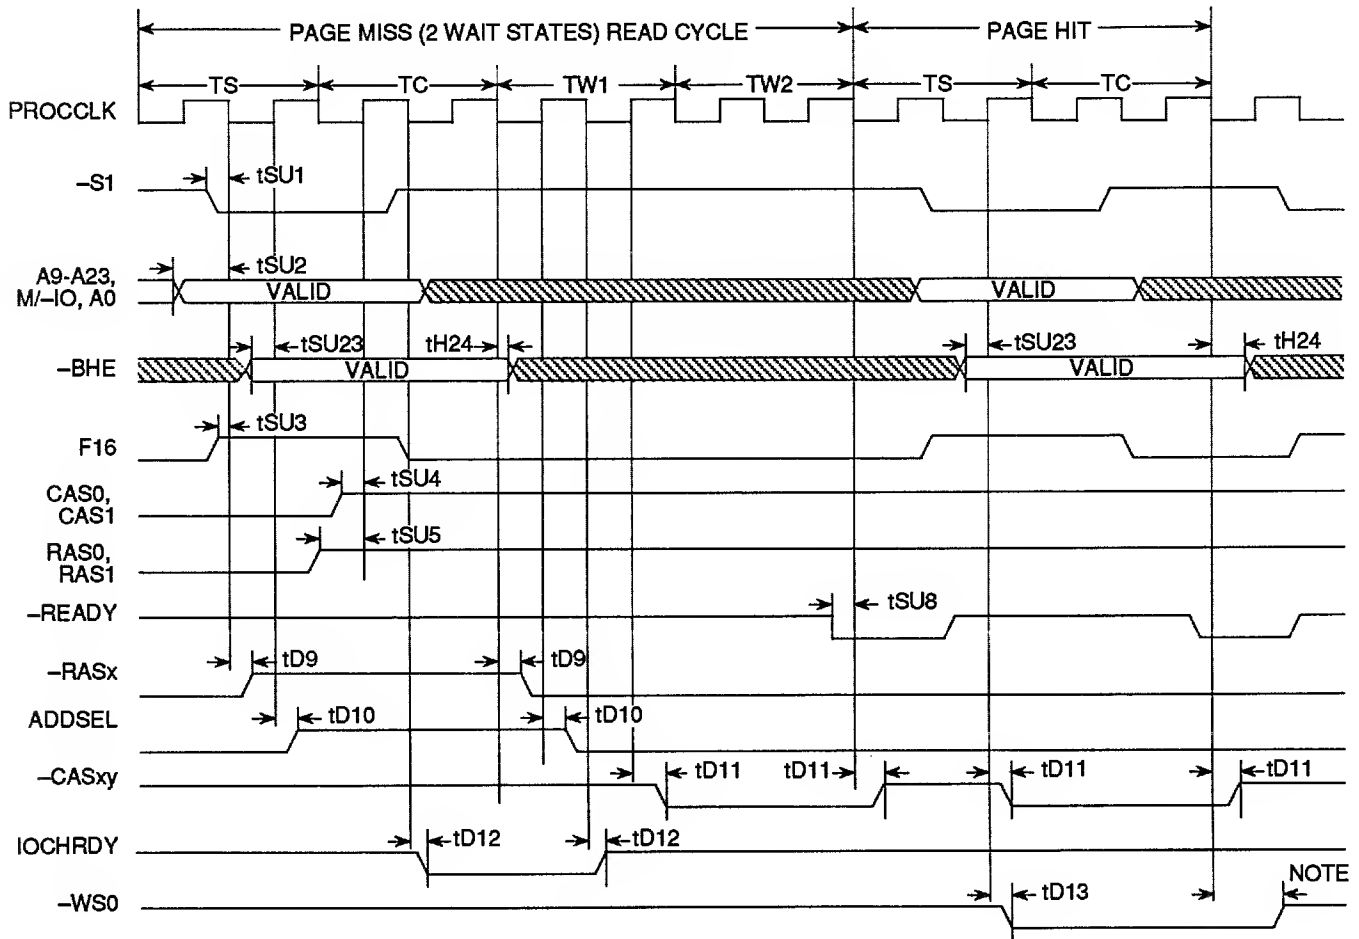 PAGE MISS (2 WAIT STATES) READ CYCLE PAGE HIT
TS TC TW1 TW2 TS TC
PROCCLK
–S1 tSU1
A9-A23,
M/–IO, A0
tSU2
VALID VALID
–BHE tSU23 tH24 tSU23 tH24
VALID VALID
F16 tSU3
CAS0,
CAS1
tSU4
RAS0,
RAS1
tSU5
–READY tSU8
–RASx tD9 tD9
ADDSEL tD10 tD10
–CASxy tD11 tD11 tD11 tD11
IOCHRDY tD12 tD12
–WS0 tD13 NOTE